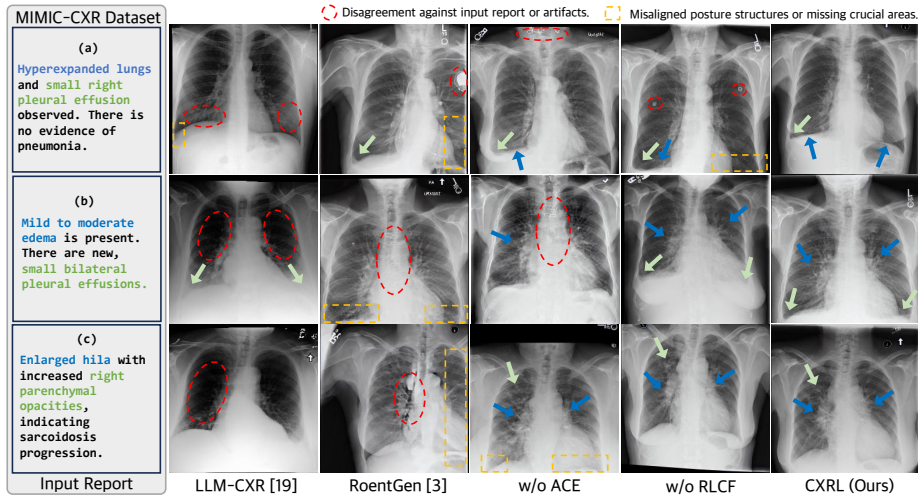 MIMIC-CXR Dataset
Disagreement against input report or artifacts.
Misaligned posture structures or missing crucial areas.
(a)
Hyperexpanded lungs
and small right
pleural effusion
observed. There is
no evidence of
pneumonia.
(b)
Mild to moderate
edema is present.
There are new,
small bilateral
pleural effusions.
(c)
Enlarged hila with
increased right
parenchymal
opacities,
indicating
sarcoidosis
progression.
Input Report
LLM-CXR [19]
RoentGen [3]
w/o ACE
w/o RLCF
CXRL (Ours)